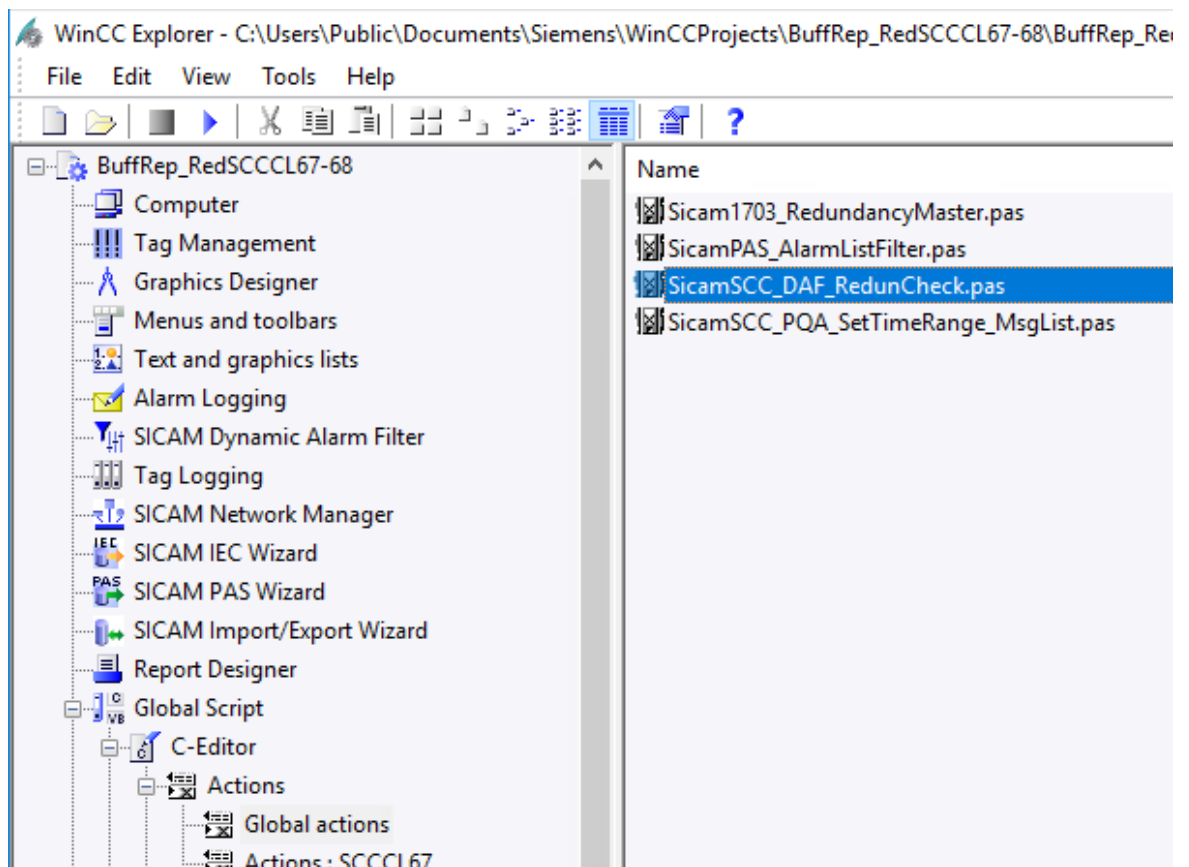 WinCC Explorer - C:\Users\Public\Documents\Siemens\WinCCProjects\BuffRep_RedSCCCL67-68\BuffRep_Re
File Edit View Tools Help
BuffRep_RedSCCCL67-68
Computer
Tag Management
Graphics Designer
Menus and toolbars
Text and graphics lists
Alarm Logging
SICAM Dynamic Alarm Filter
Tag Logging
SICAM Network Manager
SICAM IEC Wizard
SICAM PAS Wizard
SICAM Import/Export Wizard
Report Designer
Global Script
C-Editor
Actions
Global actions
Actions : SCCCL67
Name
Sicam1703_RedundancyMaster.pas
SicamPAS_AlarmListFilter.pas
SicamSCC_DAF_RedunCheck.pas
SicamSCC_PQA_SetTimeRange_MsgList.pas